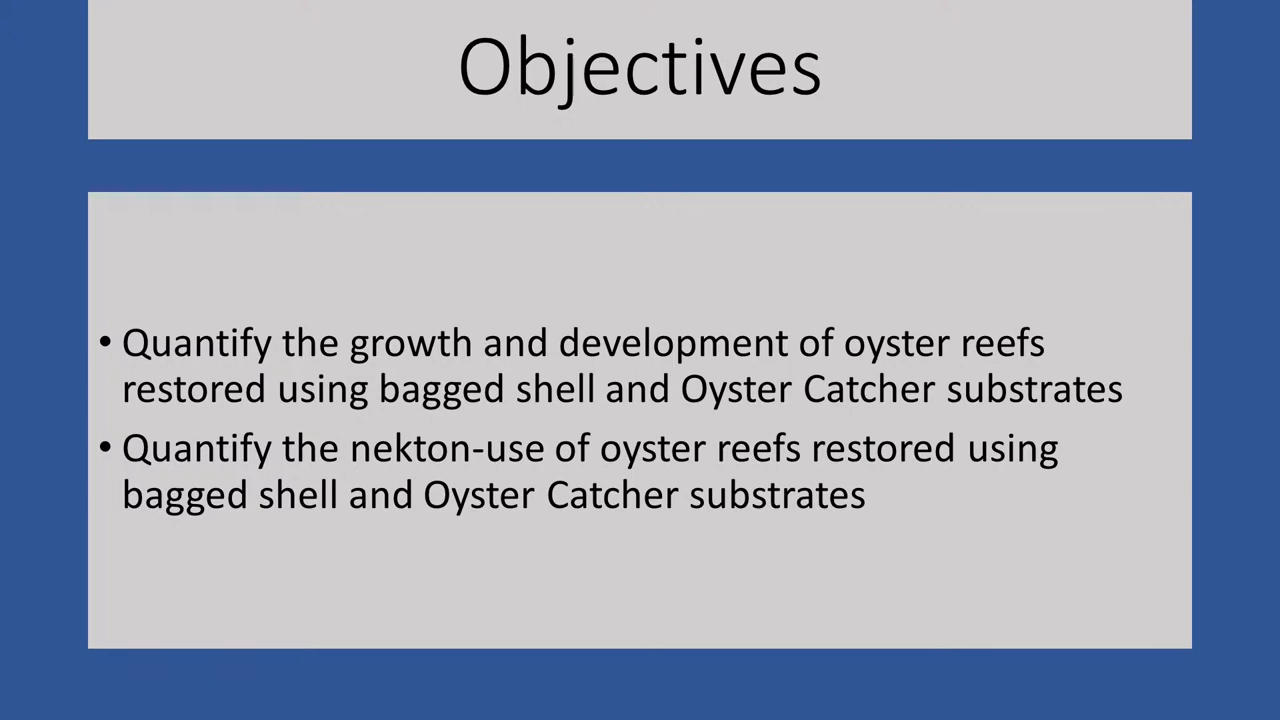 Objectives
• Quantify the growth and development of oyster reefs
restored using bagged shell and Oyster Catcher substrates
• Quantify the nekton-use of oyster reefs restored using
bagged shell and Oyster Catcher substrates